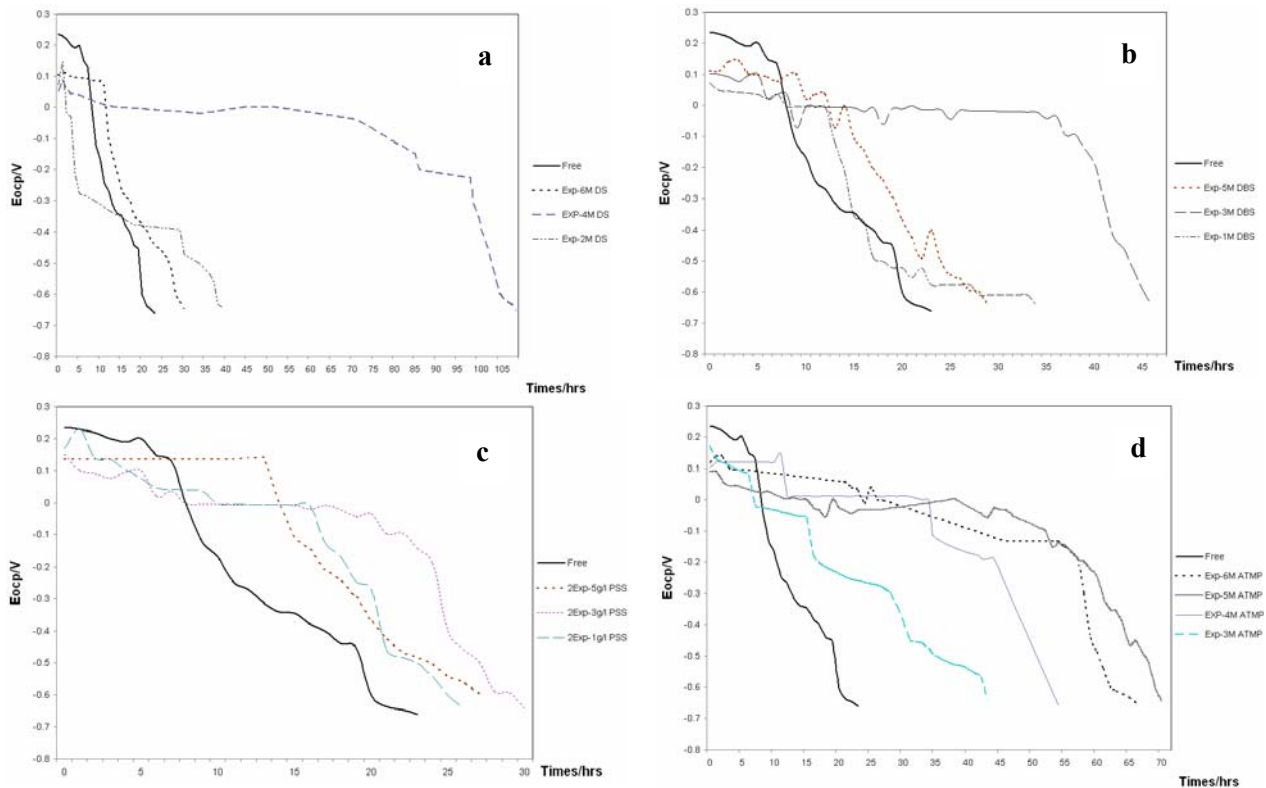 a
0.3
0.2
0.1
0
-0.1
-0.2
-0.3
-0.4
-0.5
-0.6
-0.7
-0.8
Eocp/V
0 5 10 15 20 25 30 35 40 45 50 55 60 65 70 75 80 85 90 95 100 105
Times/hrs
Free
Exp-6M DS
EXP-4M DS
Exp-2M DS
b
0.3
0.2
0.1
0
-0.1
-0.2
-0.3
-0.4
-0.5
-0.6
-0.7
-0.8
Eocp/V
0 5 10 15 20 25 30 35 40 45
Times/hrs
Free
Exp-5M DBS
Exp-3M DBS
Exp-1M DBS
c
0.3
0.2
0.1
0
-0.1
-0.2
-0.3
-0.4
-0.5
-0.6
-0.7
-0.8
Eocp/V
0 5 10 15 20 25 30
Times/hrs
Free
2Exp-5g/l PSS
2Exp-3g/l PSS
2Exp-1g/l PSS
d
0.3
0.2
0.1
0
-0.1
-0.2
-0.3
-0.4
-0.5
-0.6
-0.7
-0.8
Eocp/V
0 5 10 15 20 25 30 35 40 45 50 55 60 65 70
Times/hrs
Free
Exp-6M ATMP
Exp-5M ATMP
EXP-4M ATMP
Exp-3M ATMP